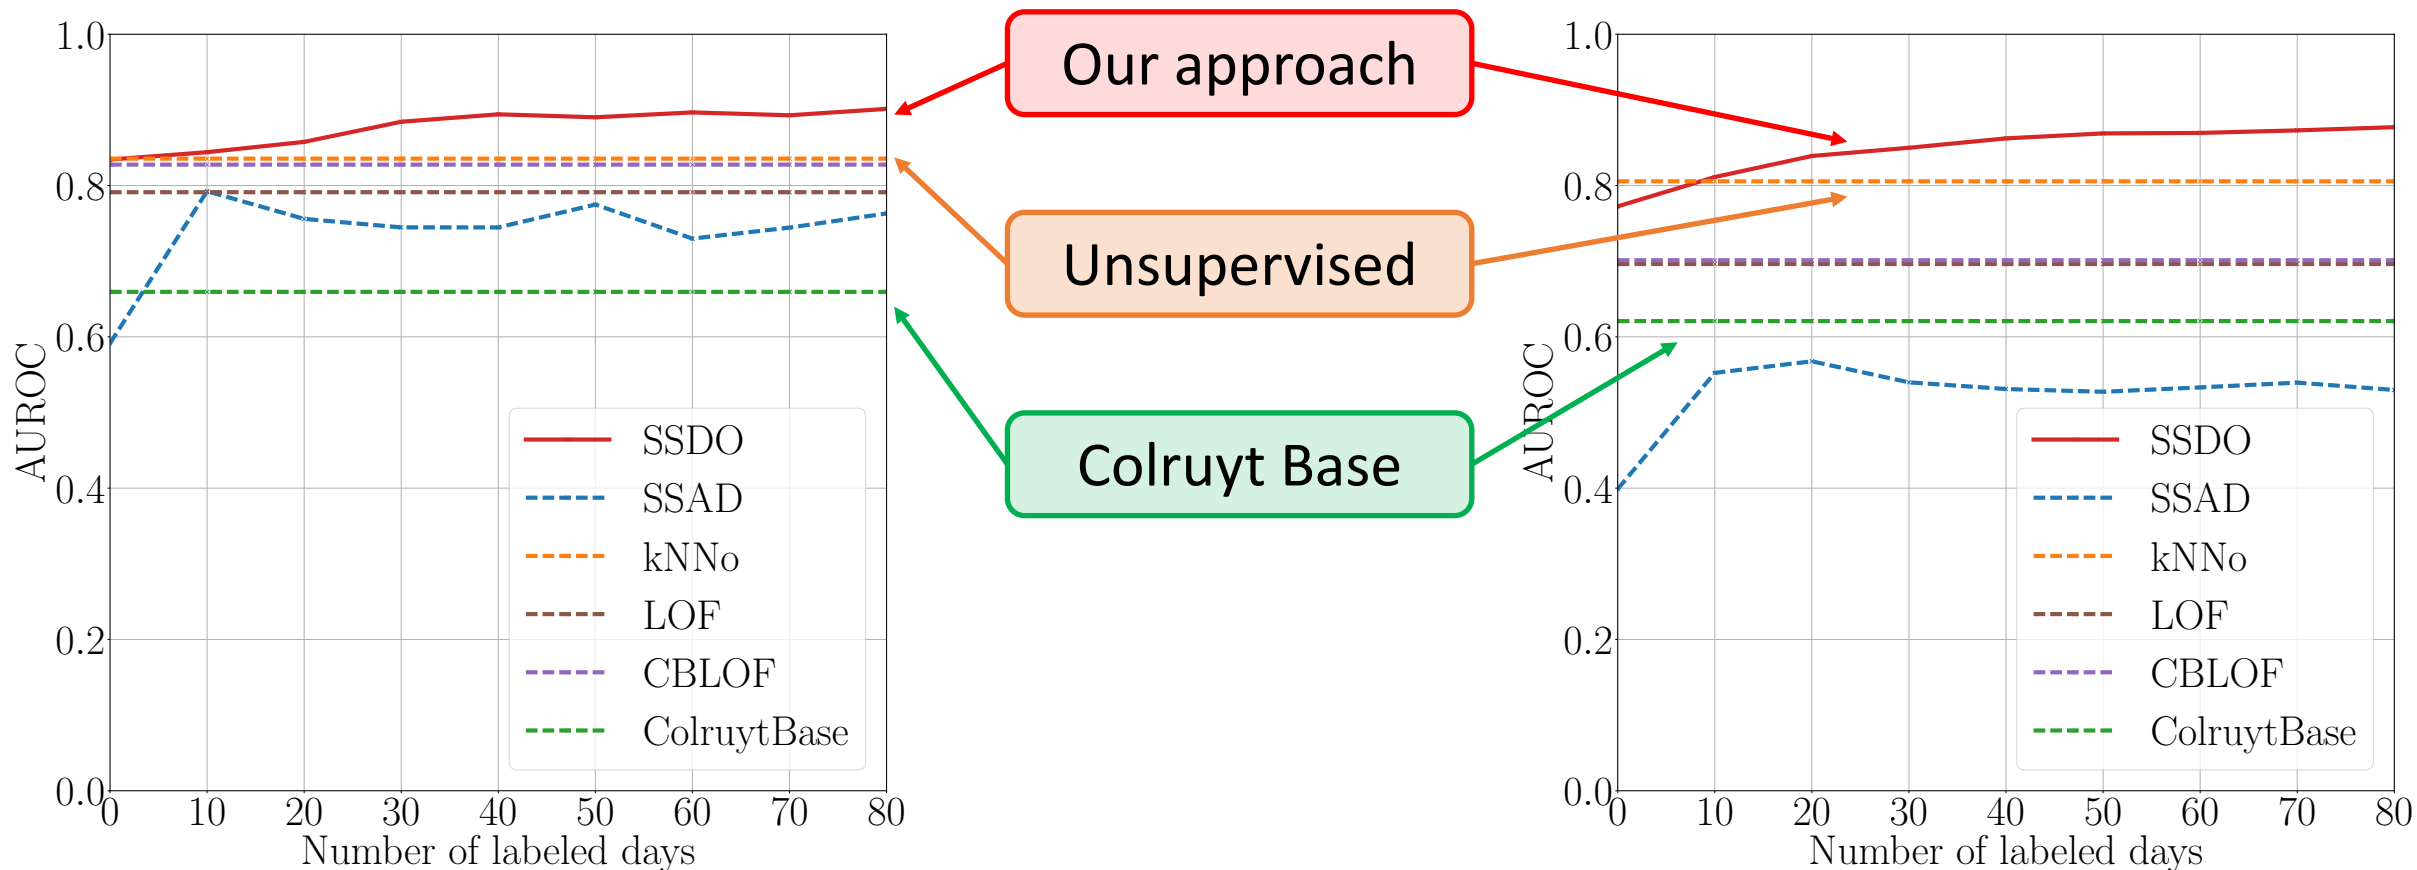 1.0
0.8
0.6
0.4
0.2
0.0
AUROC
0 10 20 30 40 50 60 70 80
Number of labeled days
SSDO
SSAD
kNNo
LOF
CBLOF
ColruytBase
Our approach
Unsupervised
Colruyt Base
1.0
0.8
0.6
0.4
0.2
0.0
AUROC
0 10 20 30 40 50 60 70 80
Number of labeled days
SSDO
SSAD
kNNo
LOF
CBLOF
ColruytBase